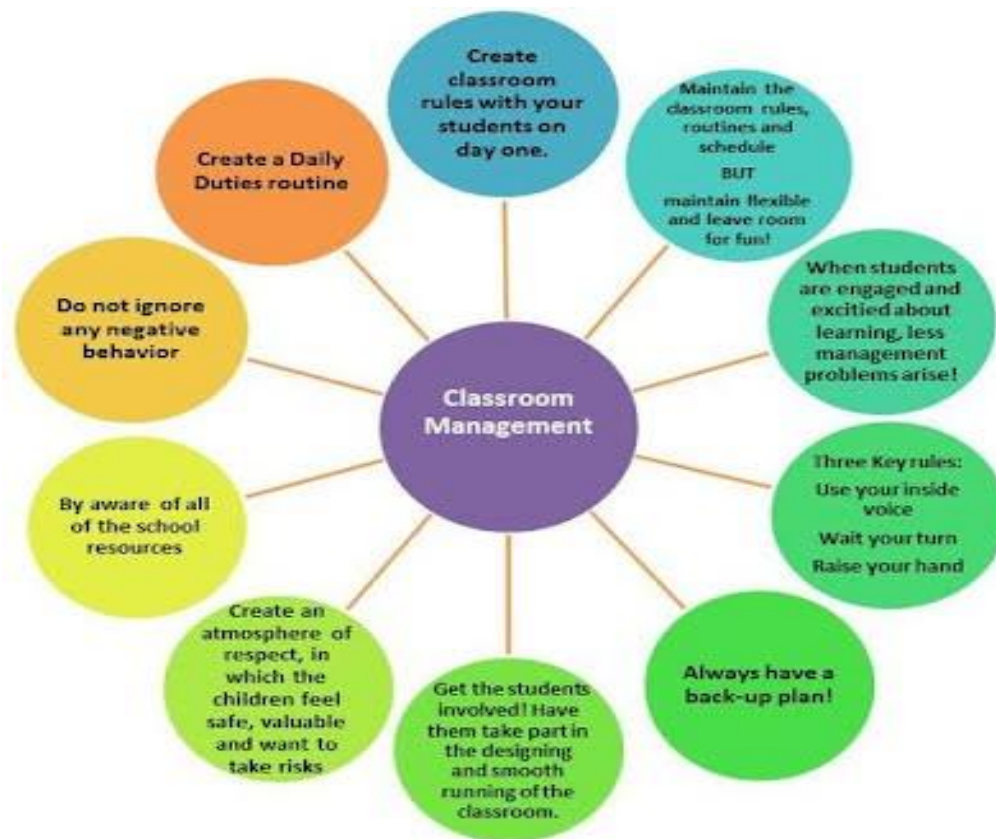 Create
classroom
rules with your
students on
day one.
Maintain the
classroom rules,
routines and
schedule
BUT
maintain flexible
and leave room
for fun!
When students
are engaged and
excitied about
learning, less
management
problems arise!
Three Key rules:
Use your inside
voice
Wait your turn
Raise your hand
Always have a
back-up plan!
Get the students
involved! Have
them take part in
the designing
and smooth
running of the
classroom.
Create an
atmosphere of
respect, in
which the
children feel
safe, valuable
and want to
take risks
By aware of all
of the school
resources
Do not ignore
any negative
behavior
Create a Daily
Duties routine
Classroom
Management